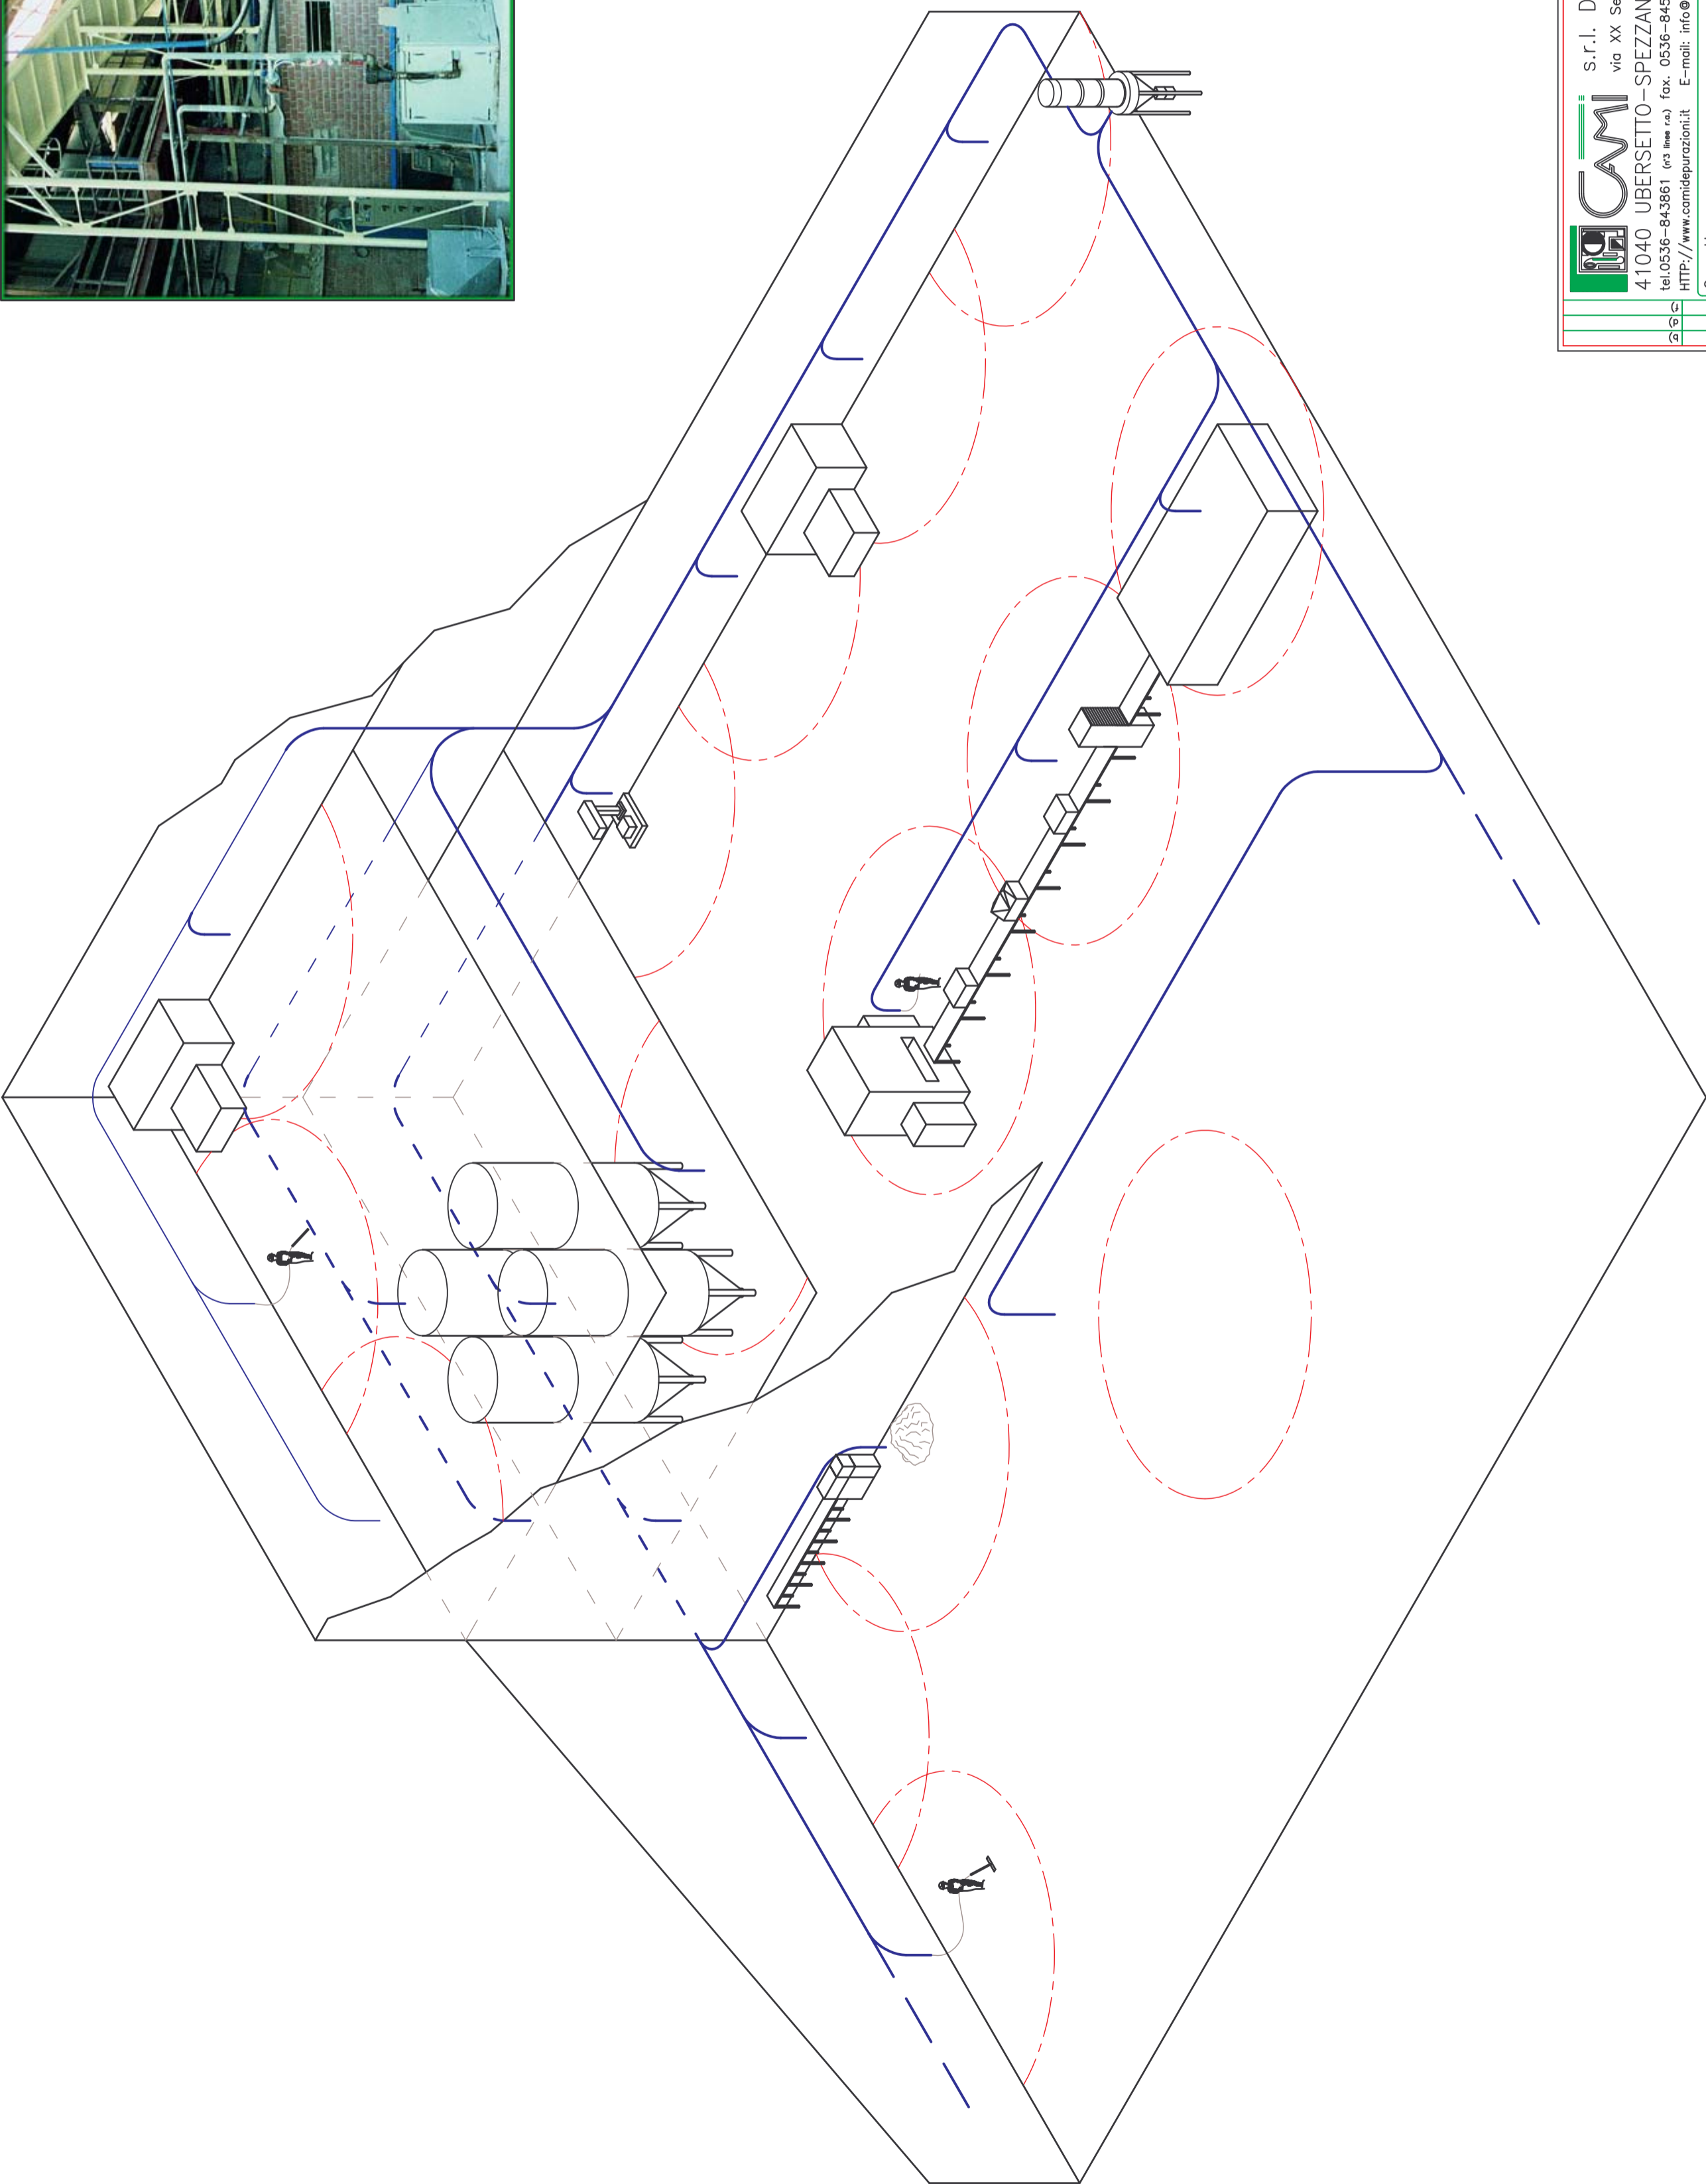 CAMI s.r.l. D
via XX Se
41040 UBERSETTO-SPEZZAN
tel.0536-843861 (n°3 linee r.a.) fax. 0536-845
HTTP://www.camidepurazioni.it E-mail: info@
f)
d)
b)